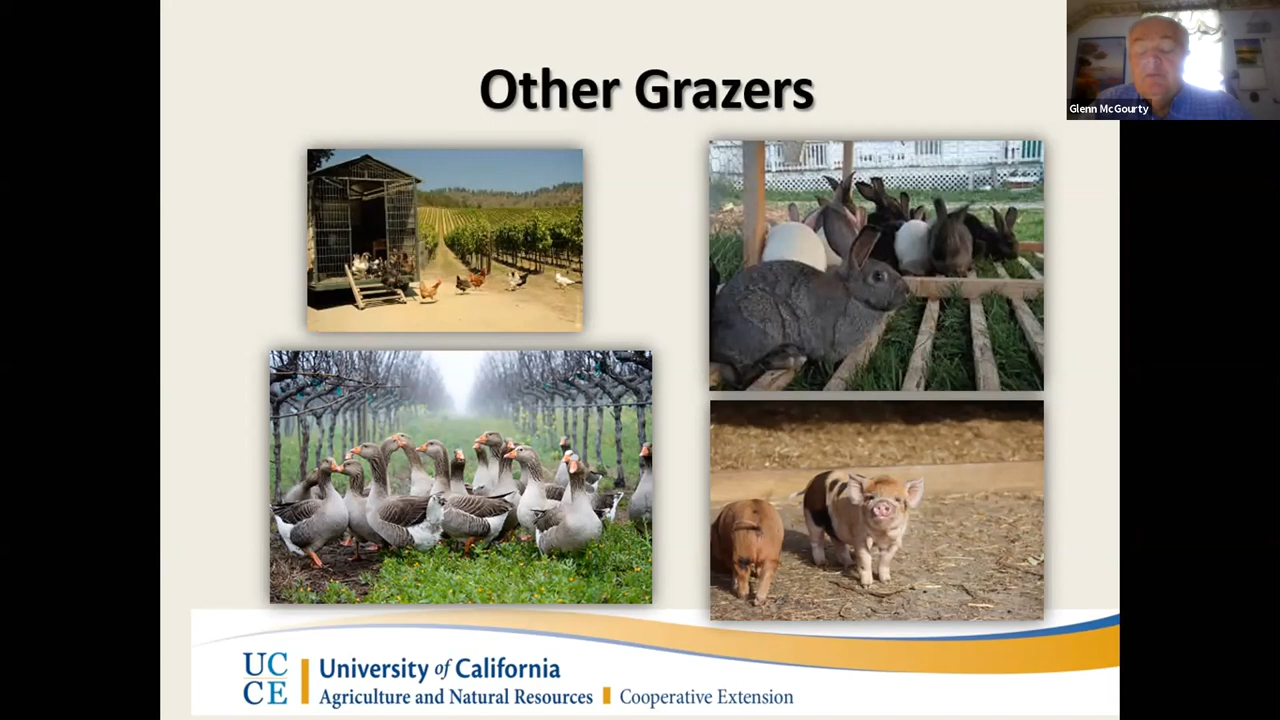 Other Grazers
Glenn McGourty
UC
CE
University of California
Agriculture and Natural Resources
Cooperative Extension